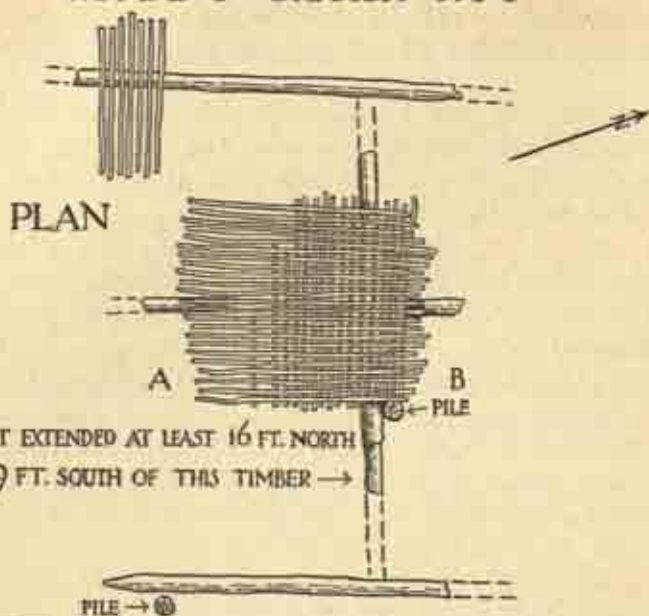 PLAN
A
B
← PILE
T EXTENDED AT LEAST 16 FT. NORTH
FT. SOUTH OF THIS TIMBER →
PILE →